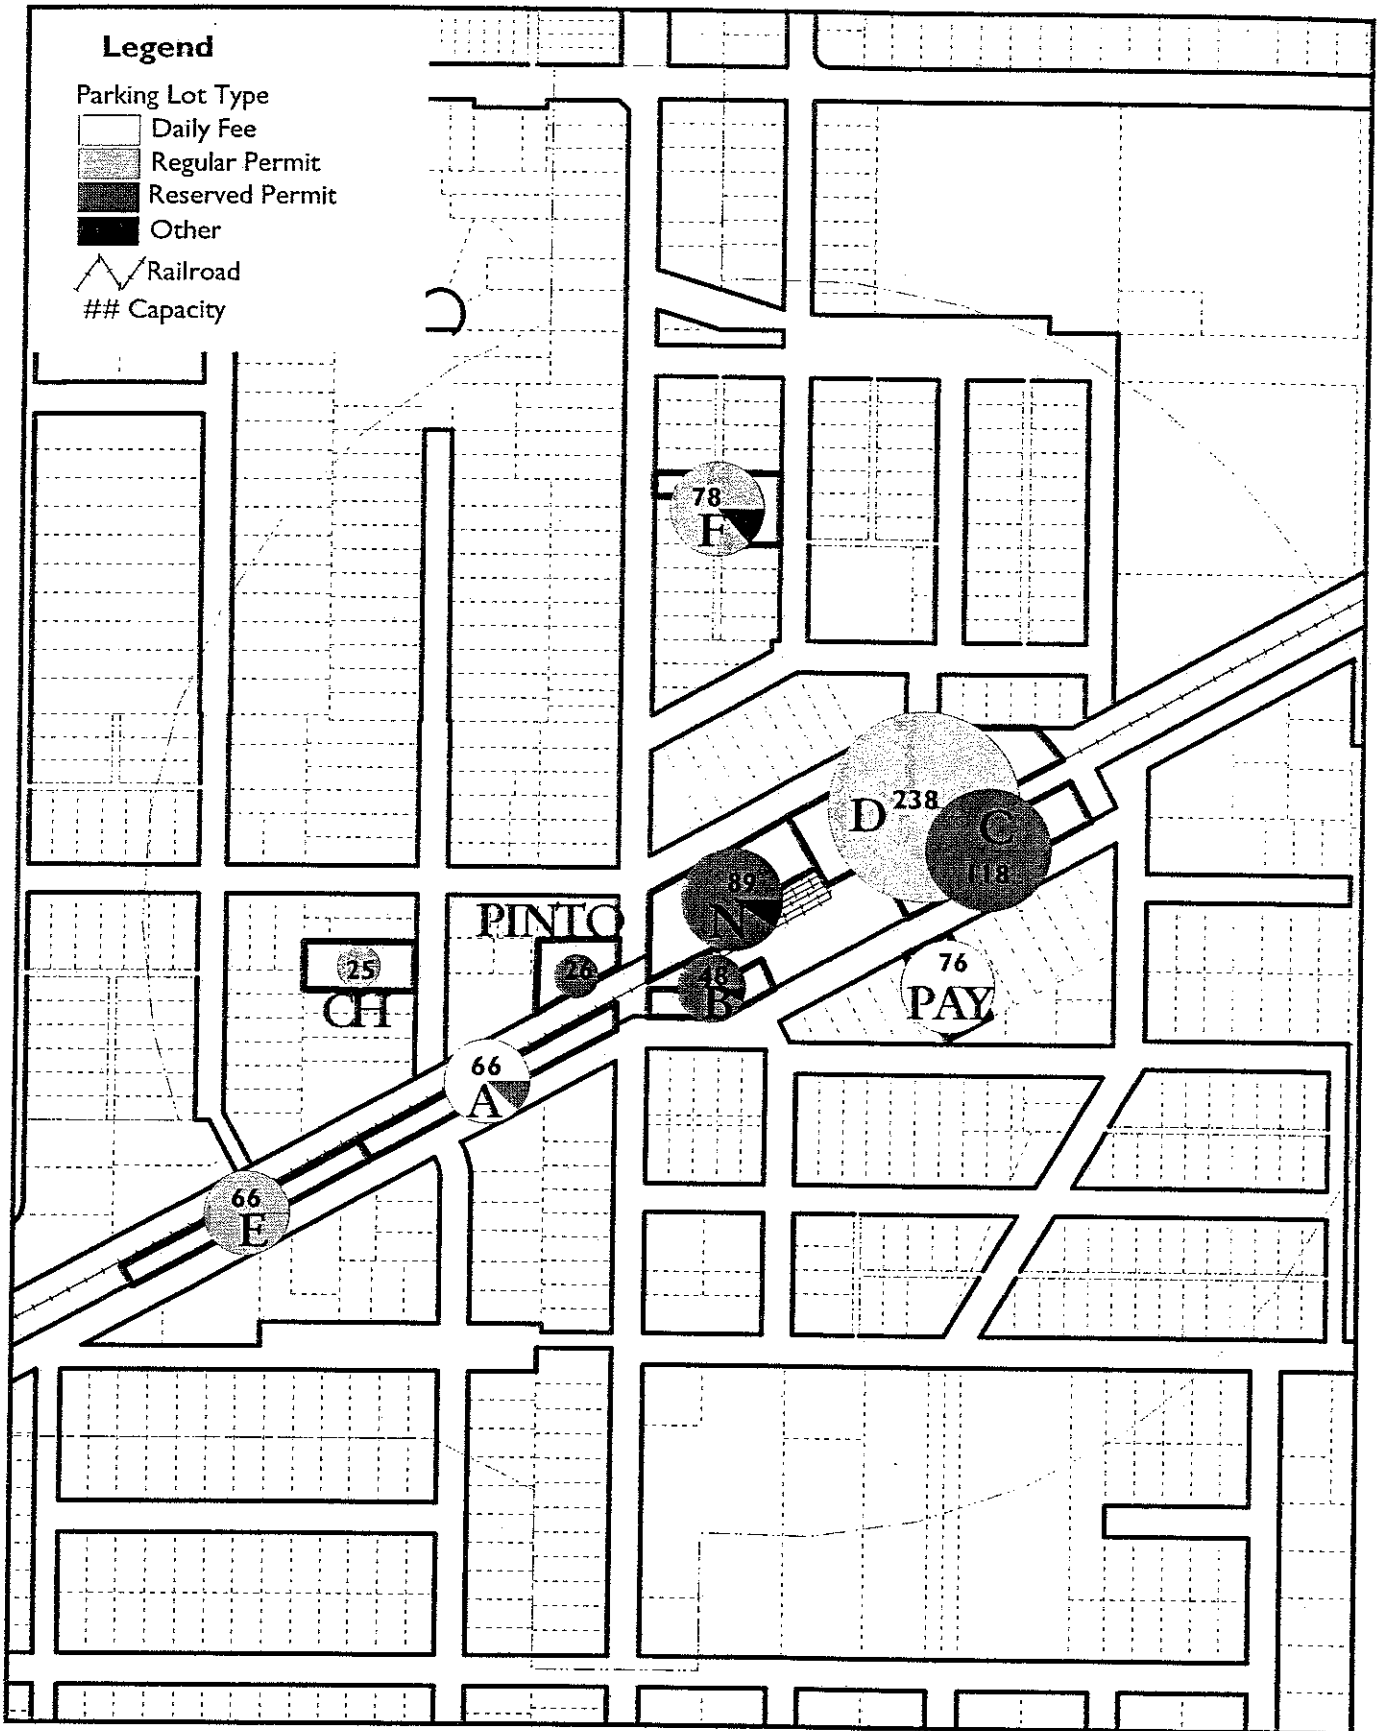 Legend
Parking Lot Type
Daily Fee
Regular Permit
Reserved Permit
Other
Railroad
## Capacity
78
F
D 238
C
118
89
N
PINTO
26
25
CH
48
B
76
PAY
66
A
66
E